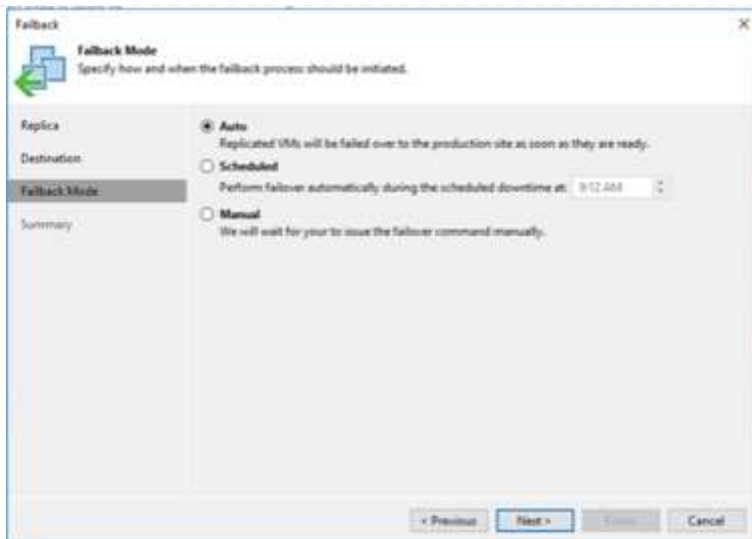 Failback
Failback Mode
Specify how and when the failback process should be initiated.
Replica
Destination
Failback Mode
Summary
Auto
Replicated VMs will be failed over to the production site as soon as they are ready.
Scheduled
Perform failover automatically during the scheduled downtime at: 9:12 AM
Manual
We will wait for your to issue the failover command manually.
< Previous
Next >
Finish
Cancel